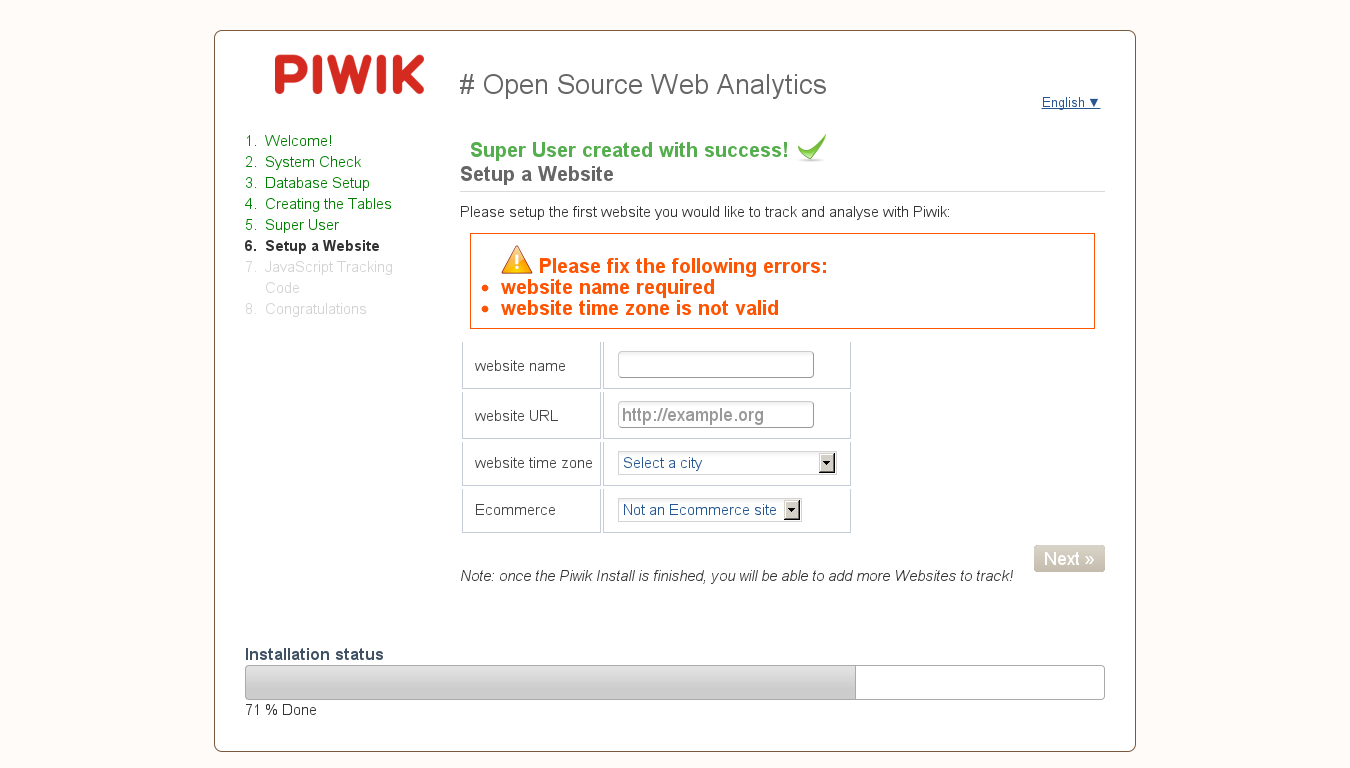 PIWIK
# Open Source Web Analytics
English ▼
1. Welcome!
2. System Check
3. Database Setup
4. Creating the Tables
5. Super User
6. Setup a Website
7. JavaScript Tracking
Code
8. Congratulations
Super User created with success!
Setup a Website
Please setup the first website you would like to track and analyse with Piwik:
Please fix the following errors:
• website name required
• website time zone is not valid
website name
website URL http://example.org
website time zone Select a city
Ecommerce Not an Ecommerce site
Next »
Note: once the Piwik Install is finished, you will be able to add more Websites to track!
Installation status
71 % Done